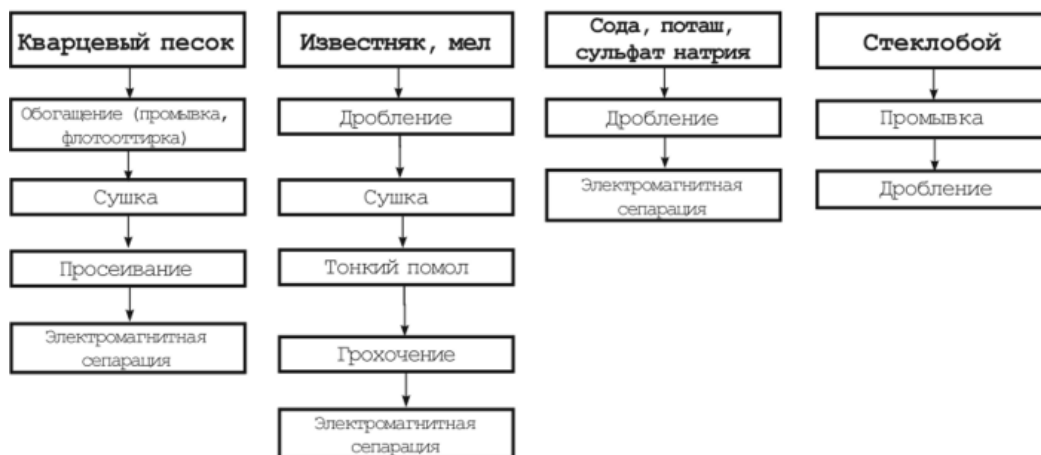 Кварцевый песок
Обогащение (промывка,
флотооттирка)
Сушка
Просеивание
Электромагнитная
сепарация
Известняк, мел
Дробление
Сушка
Тонкий помол
Грохочение
Электромагнитная
сепарация
Сода, поташ,
сульфат натрия
Дробление
Электромагнитная
сепарация
Стеклобой
Промывка
Дробление